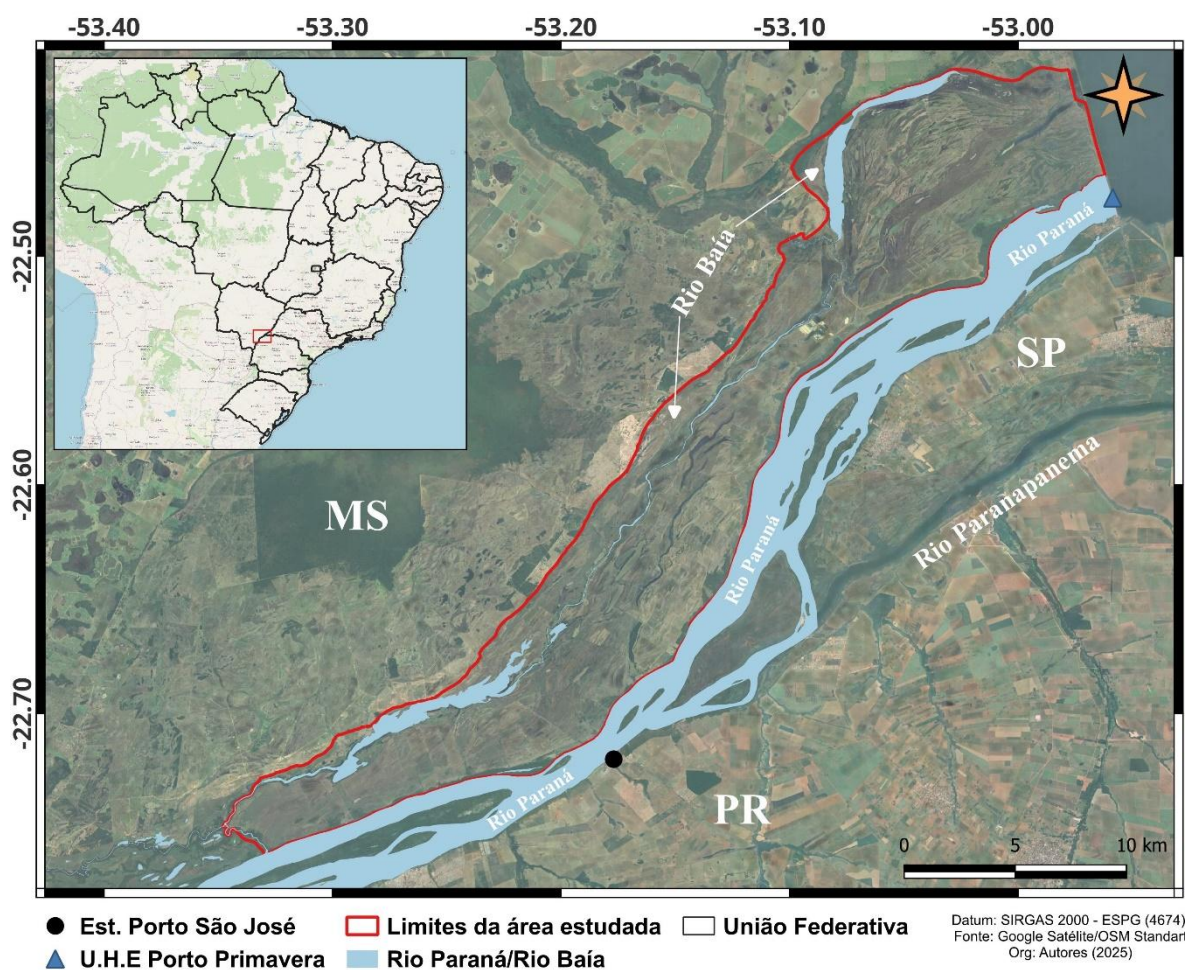 -53.40 -53.30 -53.20 -53.10 -53.00
-22.50
-22.60
-22.70
Rio Baía
Rio Paraná
SP
MS
Rio Paranapanema
Rio Paraná
Rio Paraná
PR
0 5 10 km
Est. Porto São José
Limites da área estudada
União Federativa
U.H.E Porto Primavera
Rio Paraná/Rio Baía
Datum: SIRGAS 2000 - ESPG (4674)
Fonte: Google Satélite/OSM Standart
Org: Autores (2025)